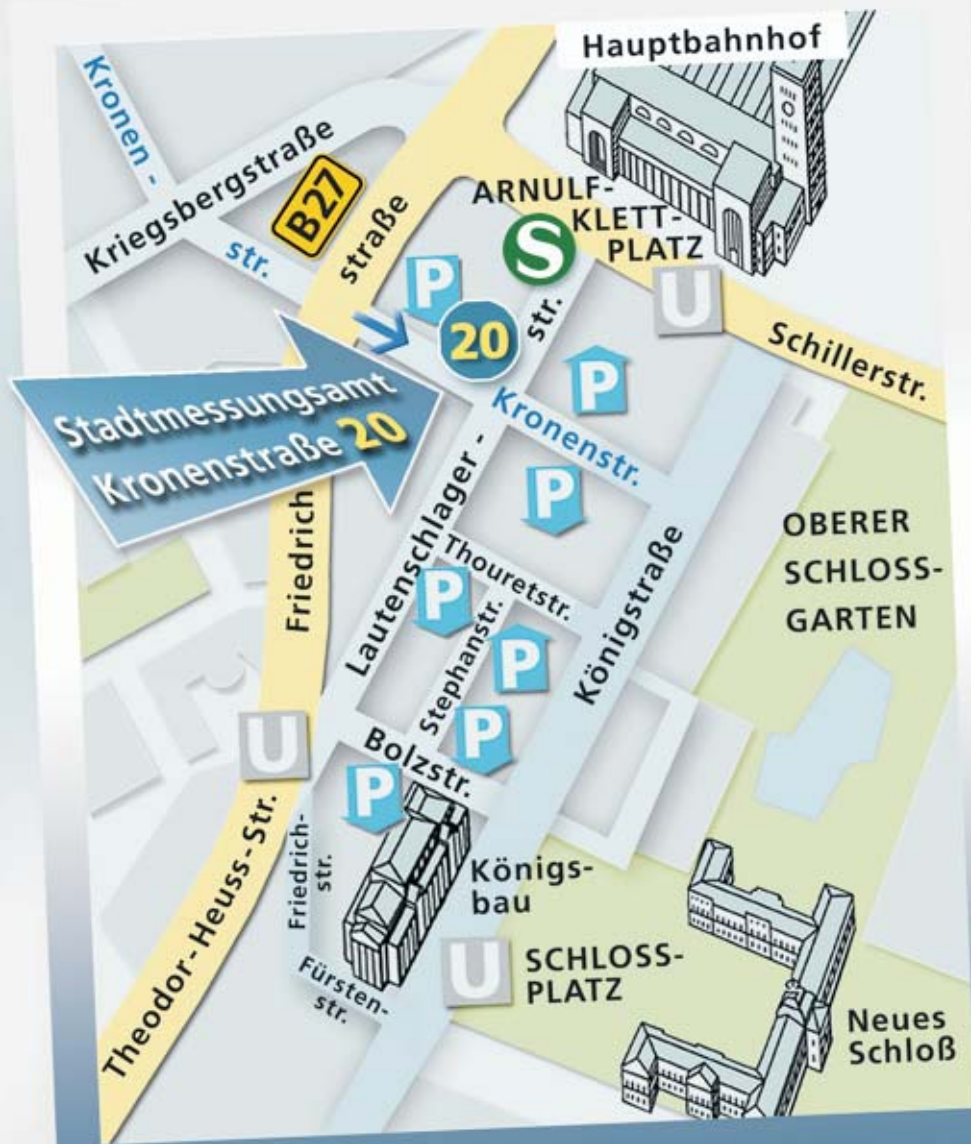 Hauptbahnhof
Kronen-
Kriegsbergstraße
B27
str.
straße
ARNULF-
KLETT-
PLATZ
S
U
P
20
str.
Schillerstr.
P
Stadtmessungsamt
Kronenstraße 20
Kronenstr.
P
Friedrich
Lautenschlager-
Thouretstr.
P
Stephanstr.
P
Königstraße
OBERER
SCHLOSS-
GARTEN
U
P
Bolzstr.
P
Friedrich-
str.
Theodor-Heuss-Str.
Königs-
bau
U
SCHLOSS-
PLATZ
Fürsten-
str.
Neues
Schloß